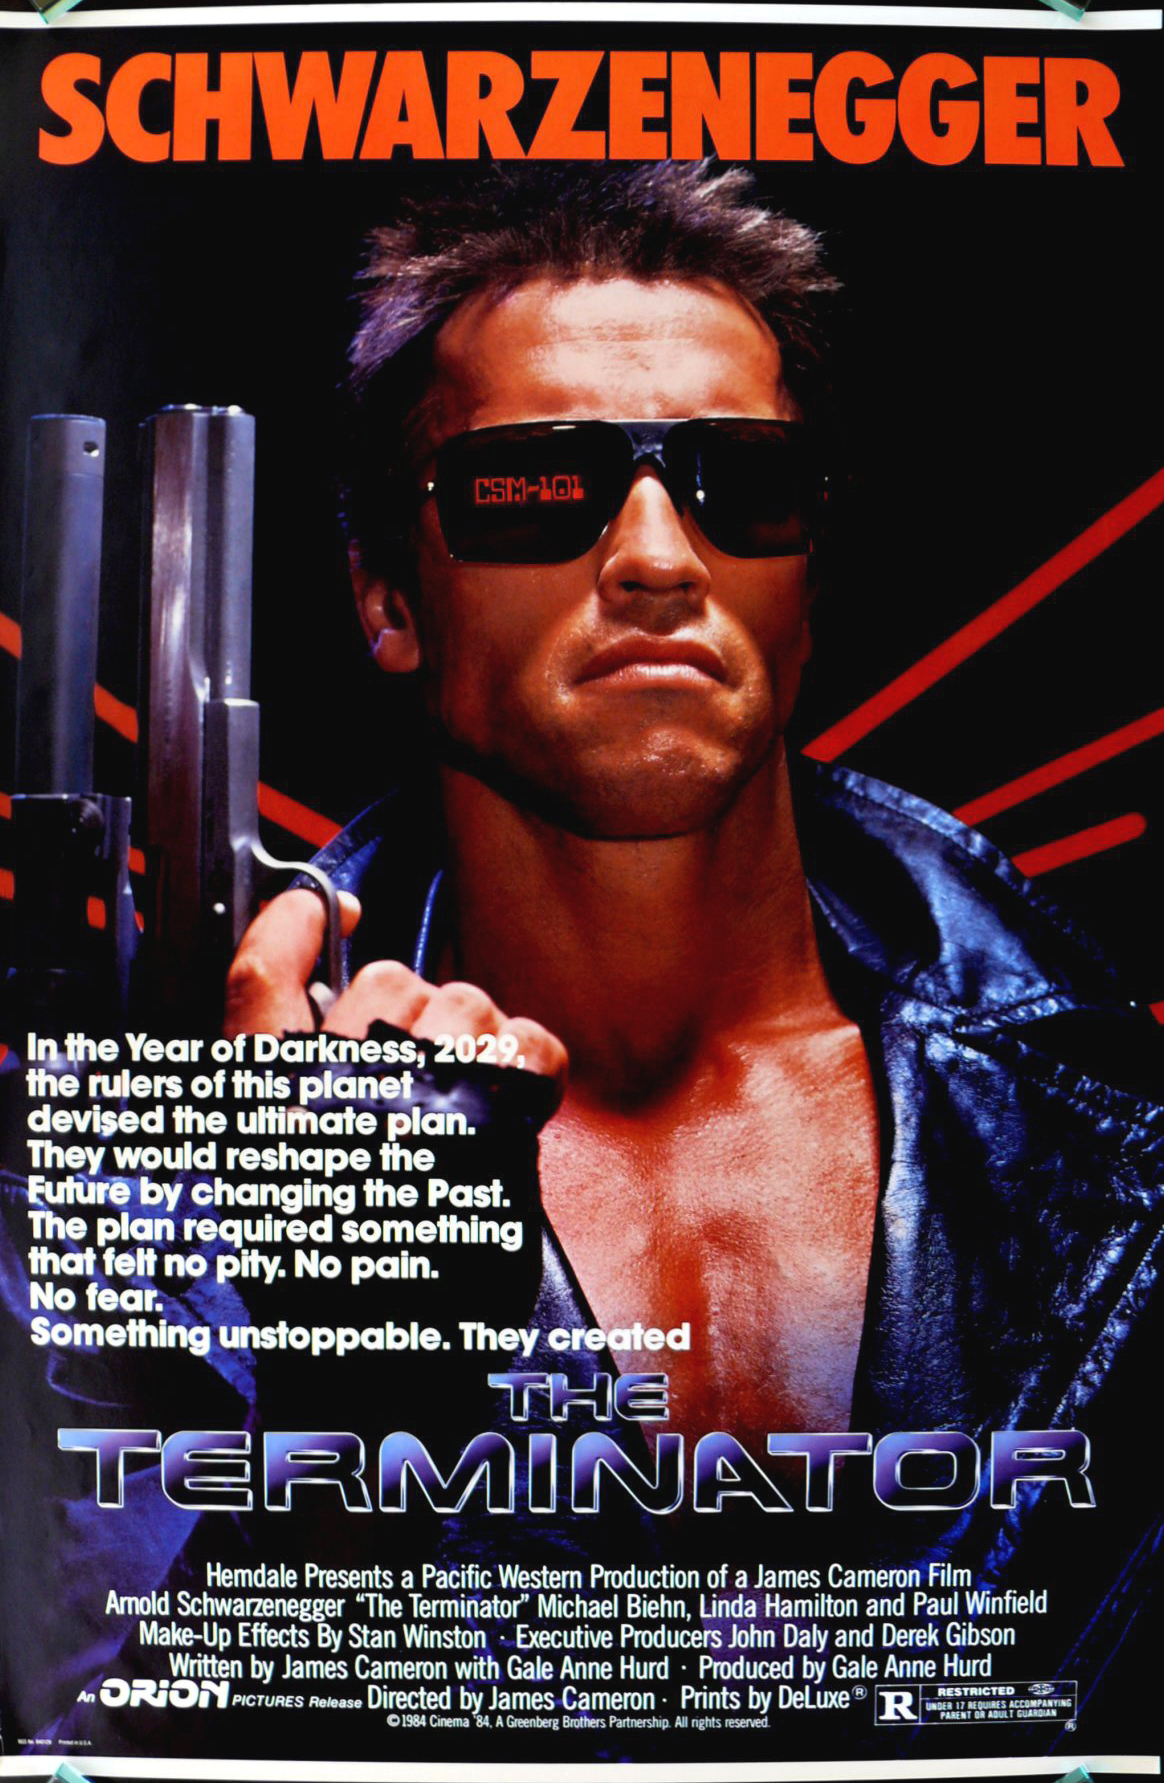 SCHWARZENEGGER
CSM-101
In the Year of Darkness, 2029,
the rulers of this planet
devised the ultimate plan.
They would reshape the
Future by changing the Past.
The plan required something
that felt no pity. No pain.
No fear.
Something unstoppable. They created
THE
TERMINATOR
Hemdale Presents a Pacific Western Production of a James Cameron Film
Arnold Schwarzenegger “The Terminator” Michael Biehn, Linda Hamilton and Paul Winfield
Make-Up Effects By Stan Winston · Executive Producers John Daly and Derek Gibson
Written by James Cameron with Gale Anne Hurd · Produced by Gale Anne Hurd
An ORION PICTURES Release Directed by James Cameron · Prints by DeLuxe®
R RESTRICTED
UNDER 17 REQUIRES ACCOMPANYING
PARENT OR ADULT GUARDIAN
®
©1984 Cinema '84, A Greenberg Brothers Partnership. All rights reserved.
Printed in U.S.A.